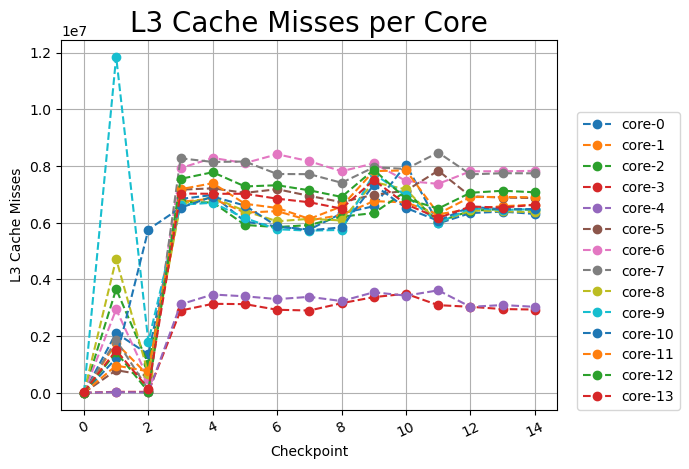 L3 Cache Misses per Core
1e7
1.2
1.0
0.8
0.6
0.4
0.2
0.0
L3 Cache Misses
0
2
4
6
8
10
12
14
Checkpoint
core-0
core-1
core-2
core-3
core-4
core-5
core-6
core-7
core-8
core-9
core-10
core-11
core-12
core-13